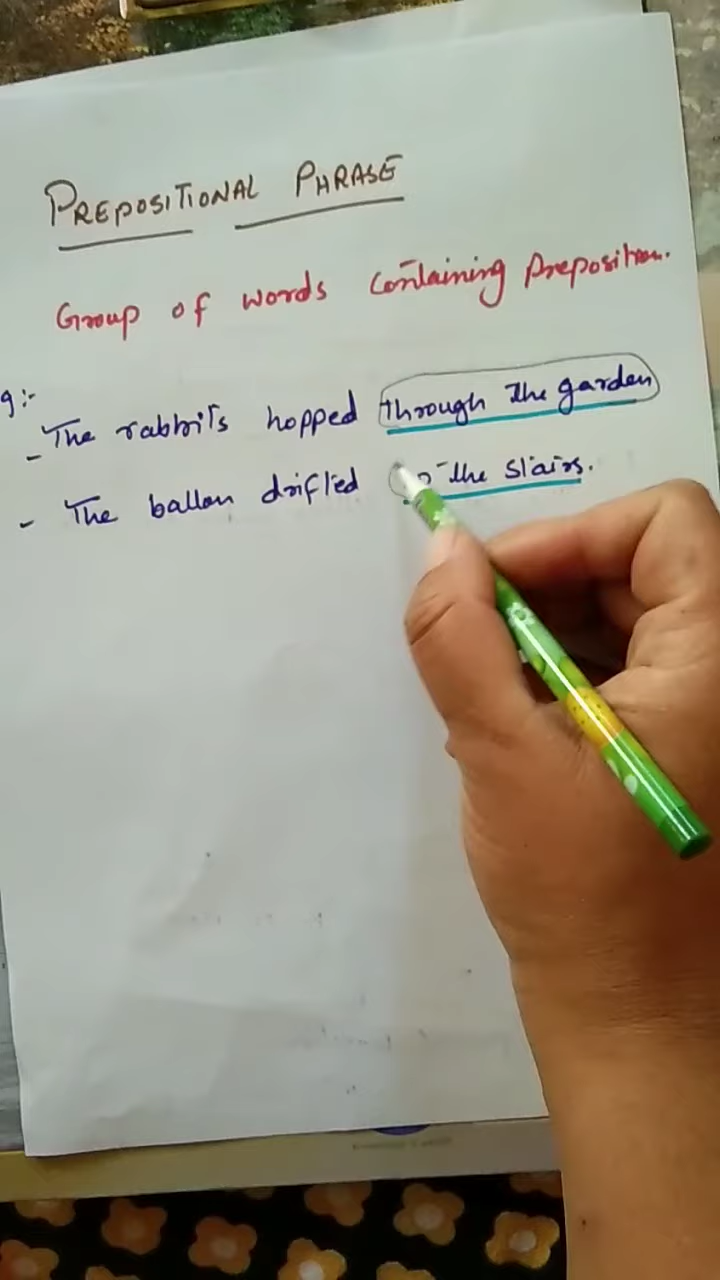 PREPOSITIONAL PHRASE
Group of words containing preposition.
g:-
- The rabbits hopped through the garden
- The ballon drifted the stairs.